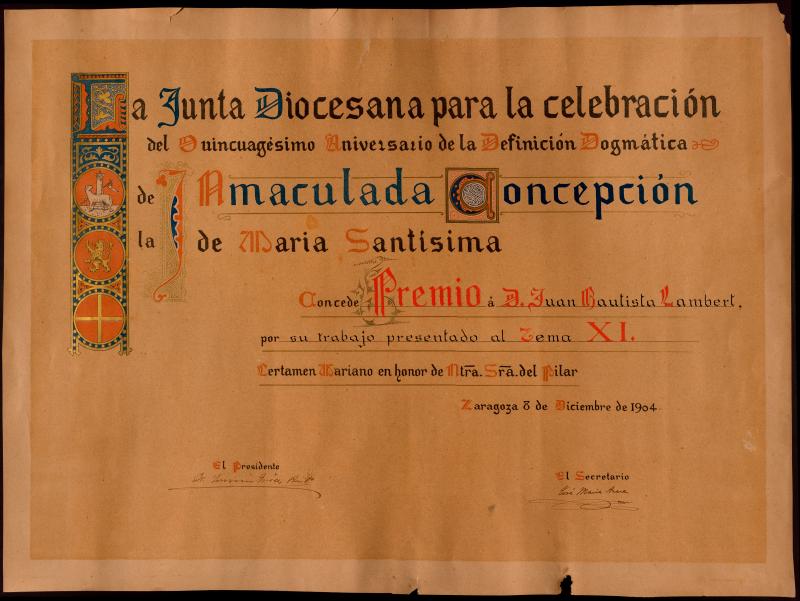 La Junta Diocesana para la celebración
del Quincuagésimo Aniversario de la Definición Dogmática
de la Inmaculada Concepción
de Maria Santísima
Concede Premio á D. Juan Bautista Lambert,
por su trabajo presentado al Tema XI.
Certamen Mariano en honor de Ntra. Sra. del Pilar
Zaragoza 8 de Diciembre de 1904.
El Presidente
El Secretario
José María